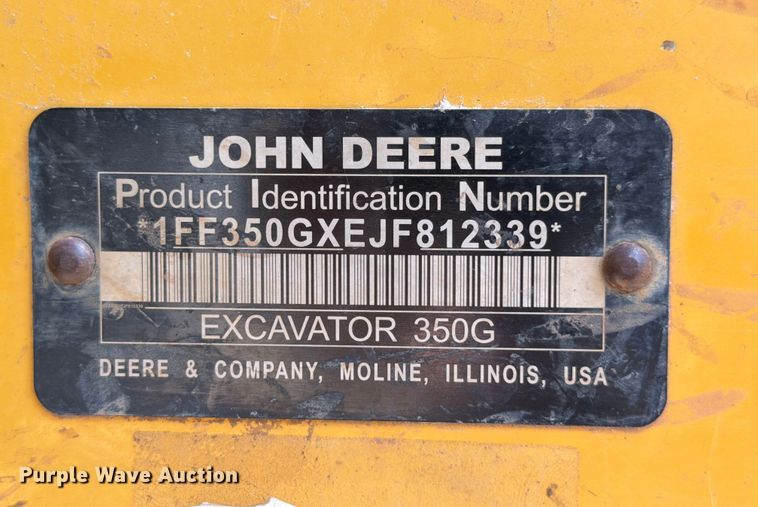 JOHN DEERE
Product Identification Number
*1FF350GXEJF812339*
EXCAVATOR 350G
DEERE & COMPANY, MOLINE, ILLINOIS, USA
Purple Wave Auction